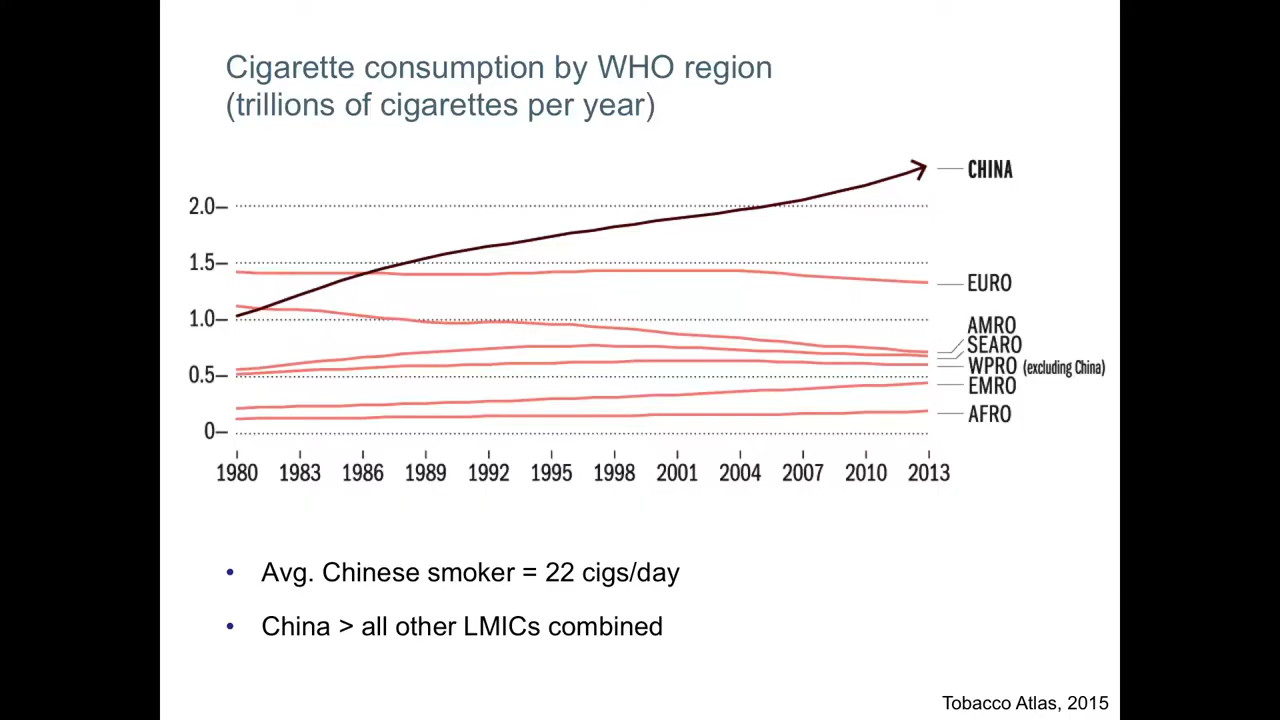 Cigarette consumption by WHO region
(trillions of cigarettes per year)
CHINA
2.0
1.5
EURO
1.0
AMRO
SEARO
WPRO (excluding China)
0.5
EMRO
AFRO
0
1980 1983 1986 1989 1992 1995 1998 2001 2004 2007 2010 2013
• Avg. Chinese smoker = 22 cigs/day
• China > all other LMICs combined
Tobacco Atlas, 2015